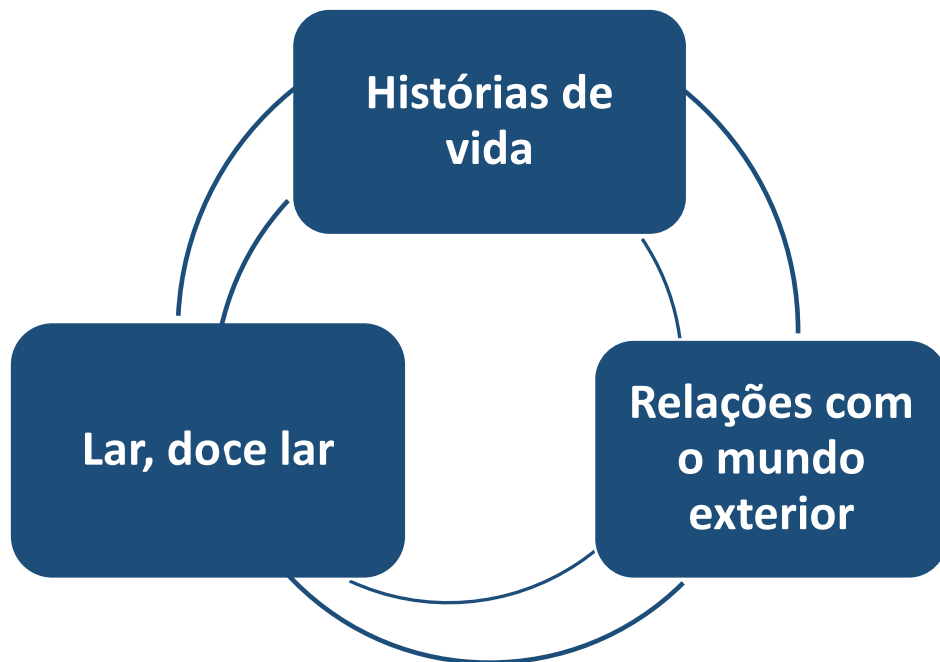 Histórias de
vida
Lar, doce lar
Relações com
o mundo
exterior